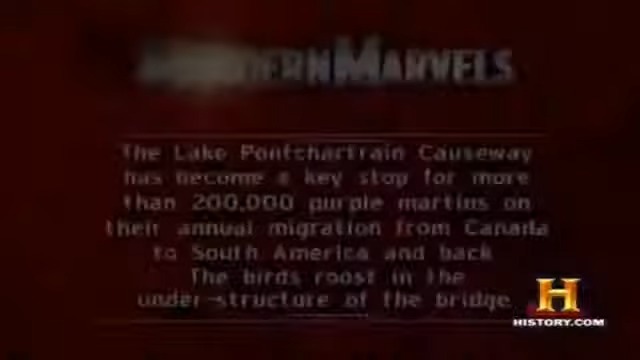 MODERN MARVELS
The Lake Pontchartrain Causeway
has become a key stop for more
than 200,000 purple martins on
their annual migration from Canada
to South America and back
The birds roost in the
under-structure of the bridge
H
HISTORY.COM